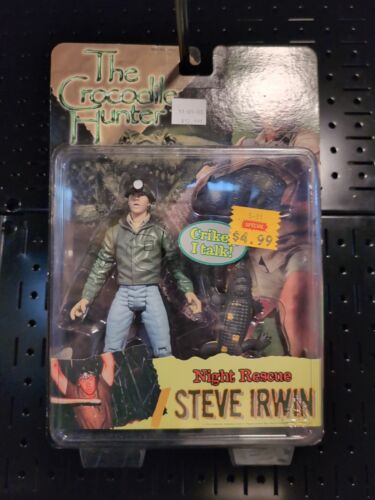 The
Crocodile
Hunter
Crikey
I talk!
SPECIAL
$4.99
Night Rescue
STEVE IRWIN